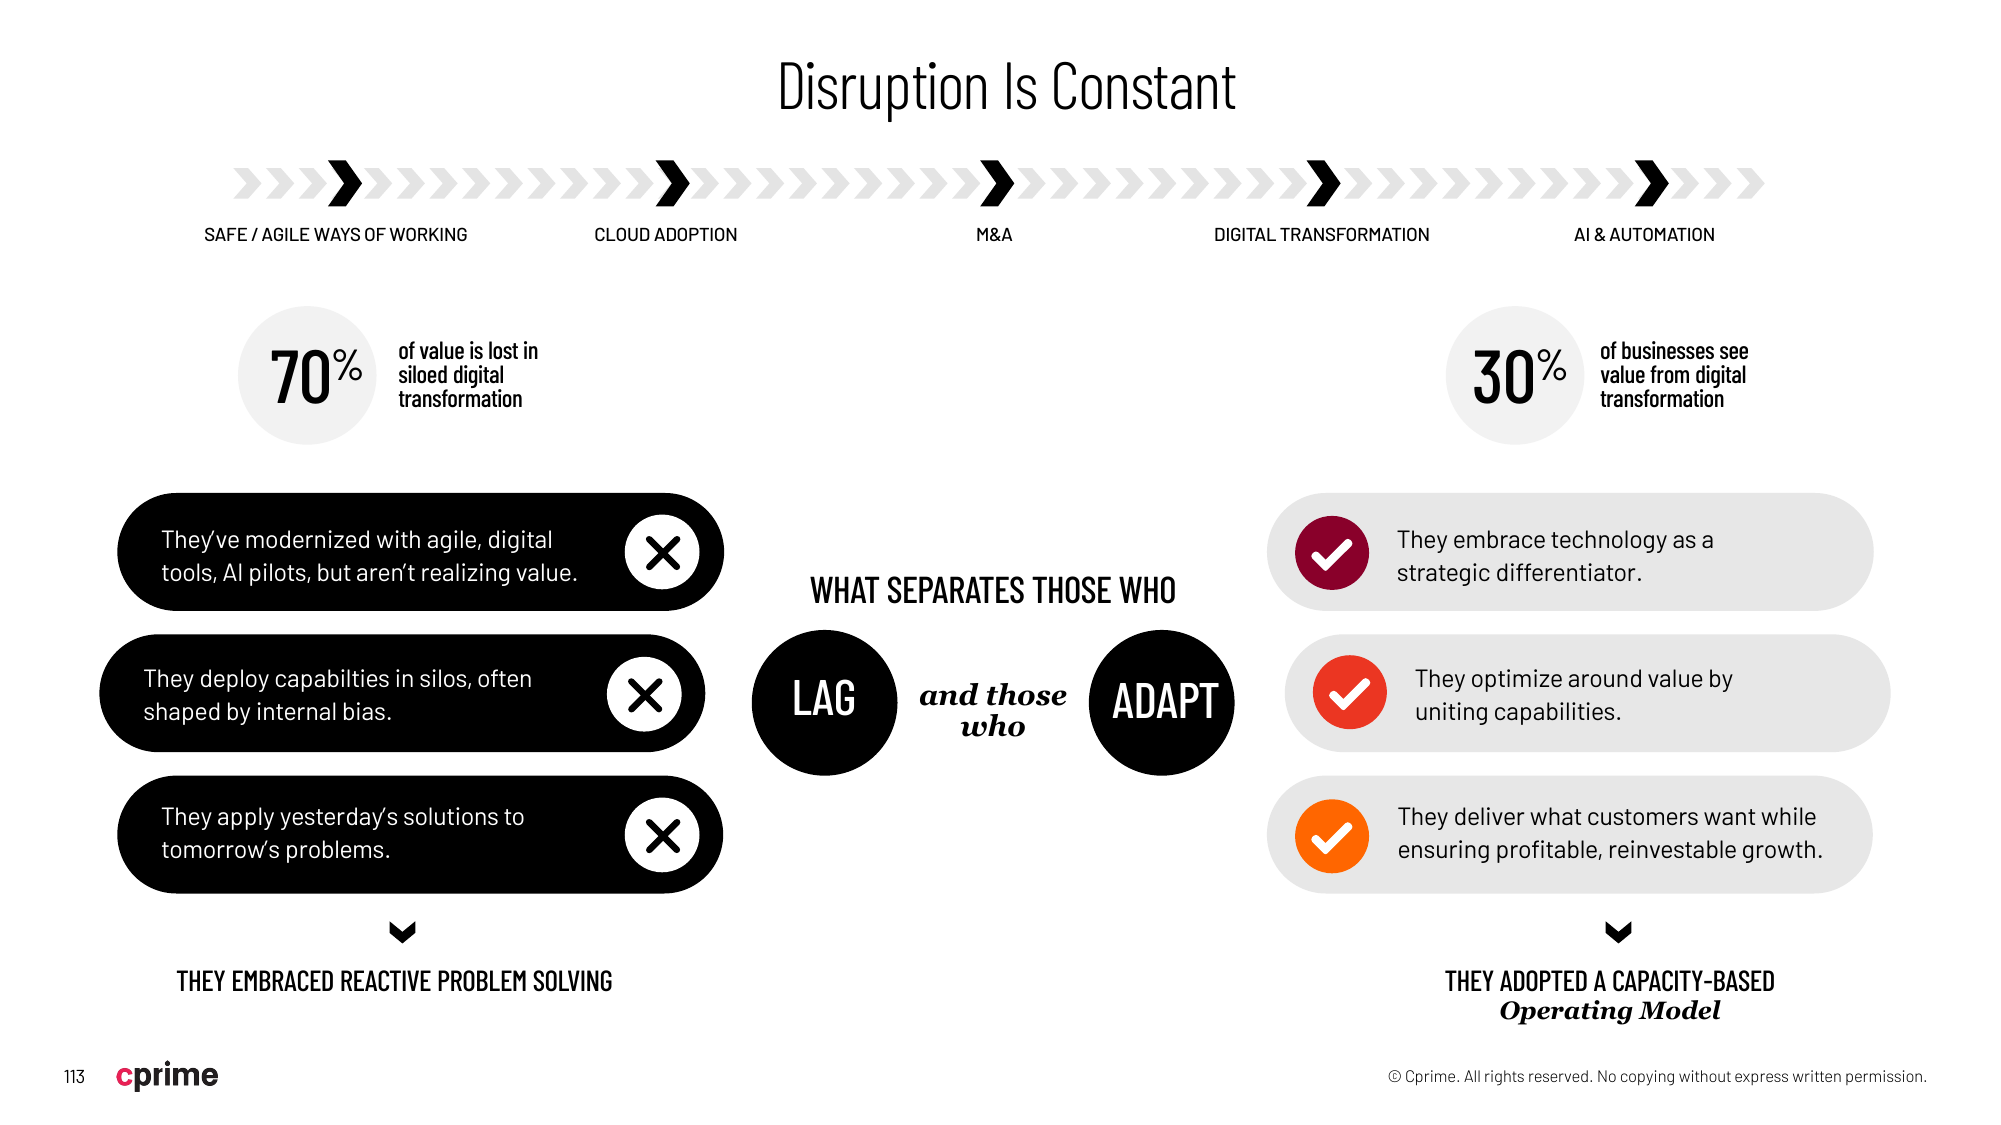 Disruption Is Constant
SAFE / AGILE WAYS OF WORKING
CLOUD ADOPTION
M&A
DIGITAL TRANSFORMATION
AI & AUTOMATION
70%
of value is lost in
siloed digital
transformation
30%
of businesses see
value from digital
transformation
They've modernized with agile, digital
tools, AI pilots, but aren't realizing value.
They deploy capabilties in silos, often
shaped by internal bias.
They apply yesterday's solutions to
tomorrow's problems.
THEY EMBRACED REACTIVE PROBLEM SOLVING
WHAT SEPARATES THOSE WHO
LAG
and those
who
ADAPT
They embrace technology as a
strategic differentiator.
They optimize around value by
uniting capabilities.
They deliver what customers want while
ensuring profitable, reinvestable growth.
THEY ADOPTED A CAPACITY-BASED
Operating Model
113
cprime
© Cprime. All rights reserved. No copying without express written permission.